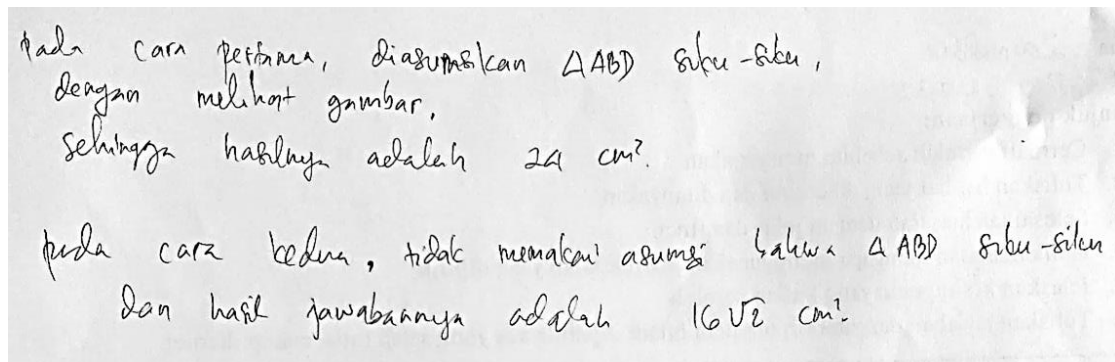 pada cara pertama, diasumsikan △ABD siku-siku,
dengan melihat gambar,
sehingga hasilnya adalah 24 cm².
pada cara kedua, tidak memakai asumsi bahwa △ABD siku-siku
dan hasil jawabannya adalah 16√2 cm².